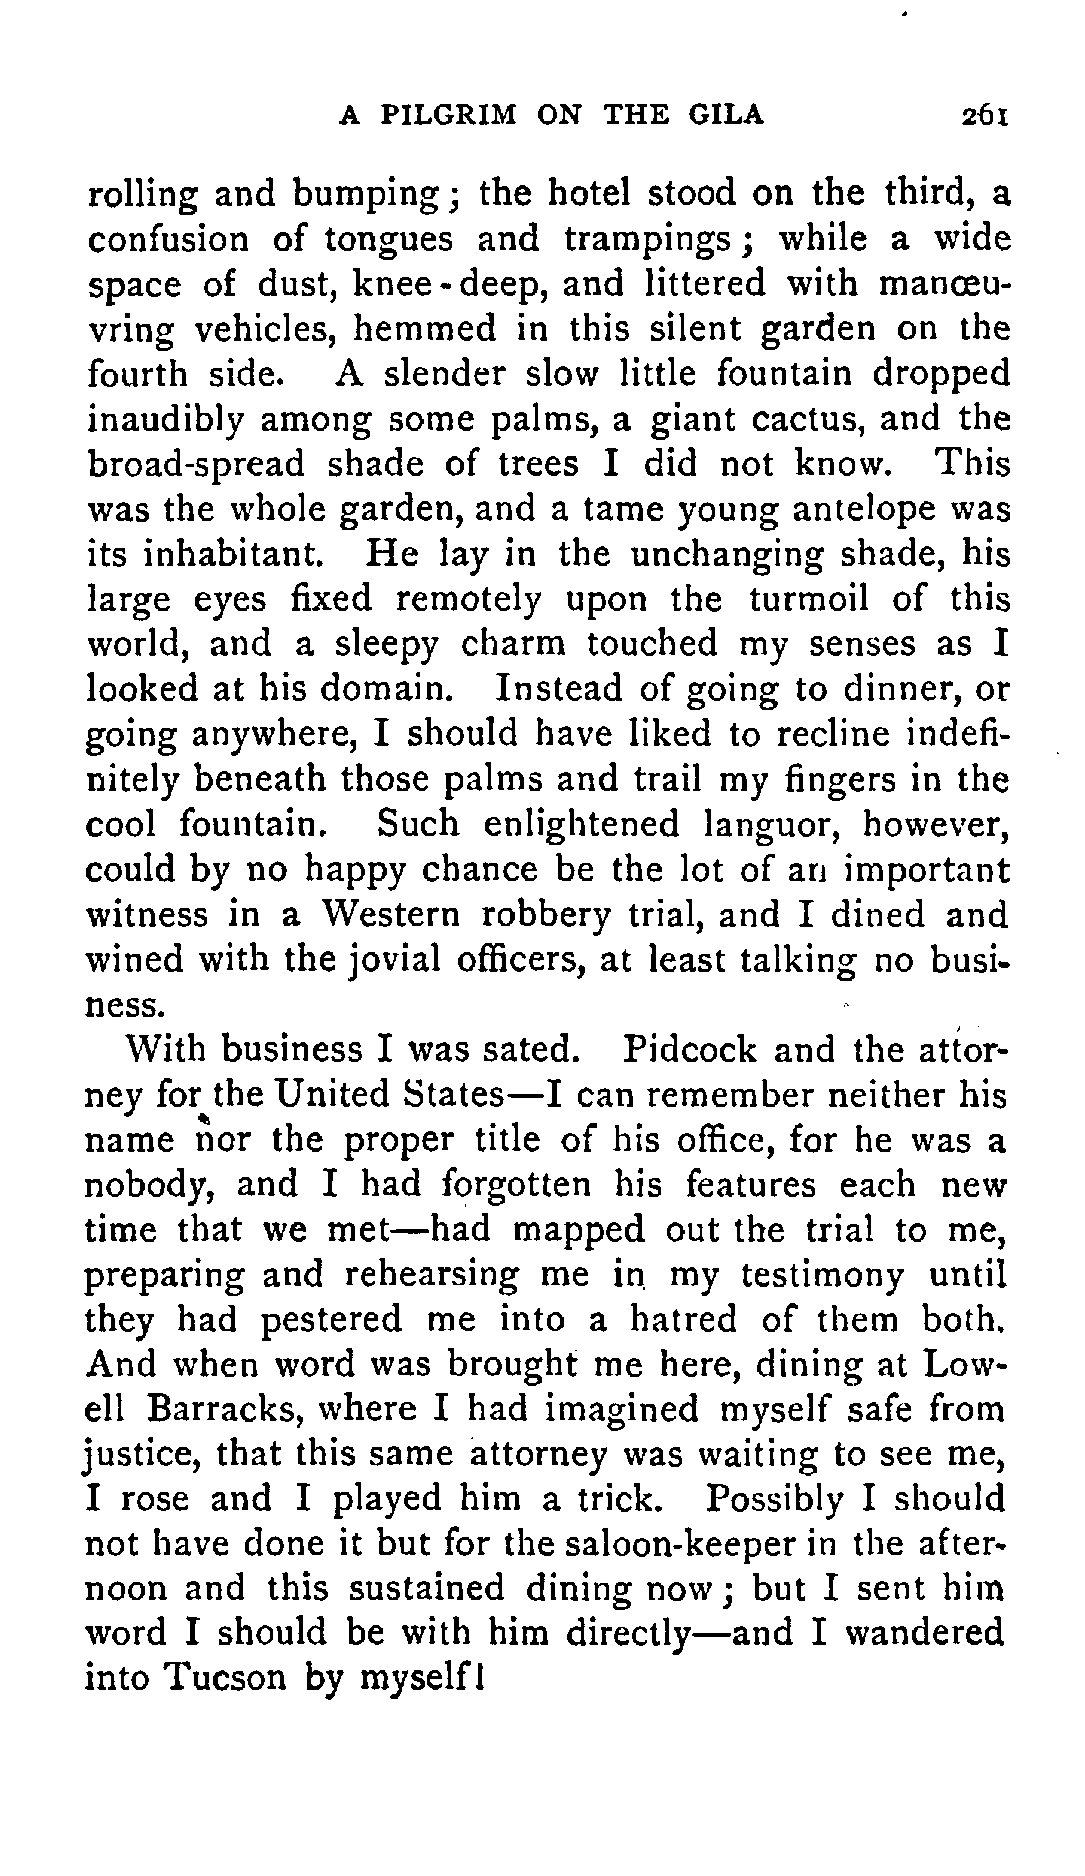 A PILGRIM ON THE GILA 261
rolling and bumping; the hotel stood on the third, a
confusion of tongues and trampings; while a wide
space of dust, knee-deep, and littered with manœu-
vring vehicles, hemmed in this silent garden on the
fourth side. A slender slow little fountain dropped
inaudibly among some palms, a giant cactus, and the
broad-spread shade of trees I did not know. This
was the whole garden, and a tame young antelope was
its inhabitant. He lay in the unchanging shade, his
large eyes fixed remotely upon the turmoil of this
world, and a sleepy charm touched my senses as I
looked at his domain. Instead of going to dinner, or
going anywhere, I should have liked to recline indefi-
nitely beneath those palms and trail my fingers in the
cool fountain. Such enlightened languor, however,
could by no happy chance be the lot of an important
witness in a Western robbery trial, and I dined and
wined with the jovial officers, at least talking no busi-
ness.
With business I was sated. Pidcock and the attor-
ney for the United States—I can remember neither his
name nor the proper title of his office, for he was a
nobody, and I had forgotten his features each new
time that we met—had mapped out the trial to me,
preparing and rehearsing me in my testimony until
they had pestered me into a hatred of them both.
And when word was brought me here, dining at Low-
ell Barracks, where I had imagined myself safe from
justice, that this same attorney was waiting to see me,
I rose and I played him a trick. Possibly I should
not have done it but for the saloon-keeper in the after-
noon and this sustained dining now; but I sent him
word I should be with him directly—and I wandered
into Tucson by myself!